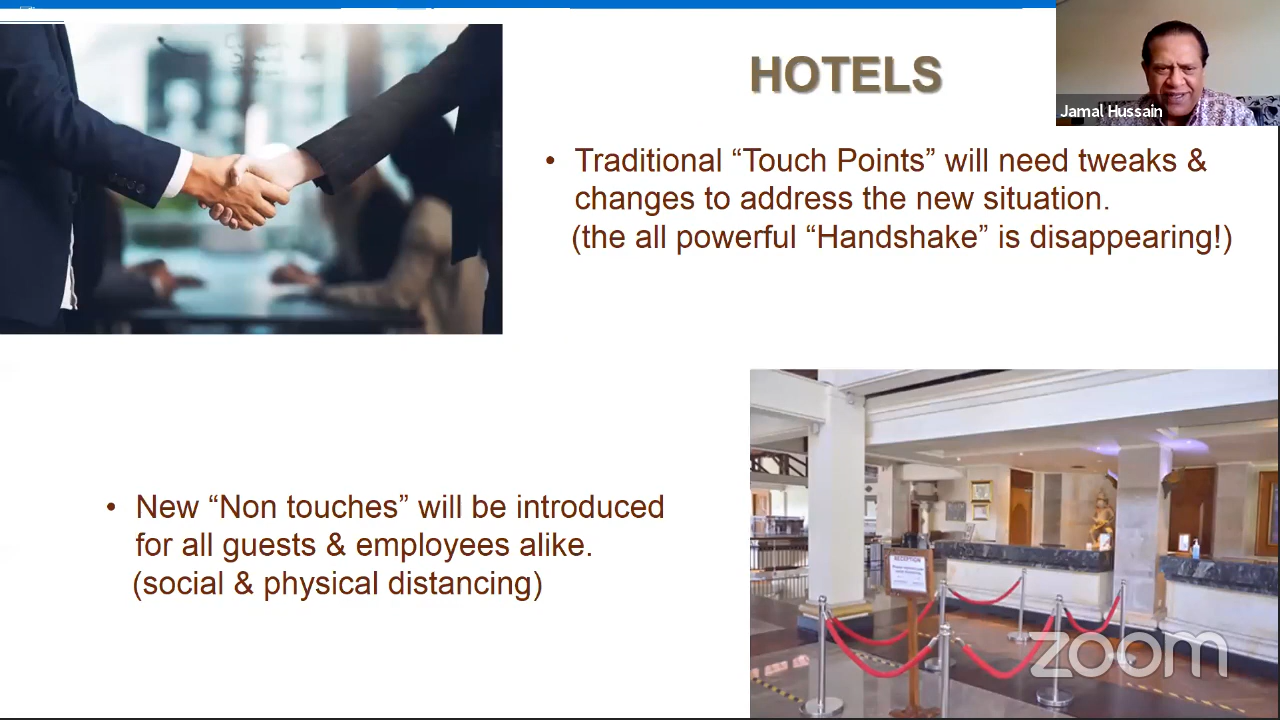 HOTELS
Jamal Hussain
• Traditional “Touch Points” will need tweaks &
changes to address the new situation.
(the all powerful “Handshake” is disappearing!)
• New “Non touches” will be introduced
for all guests & employees alike.
(social & physical distancing)
RECEPTION
zoom